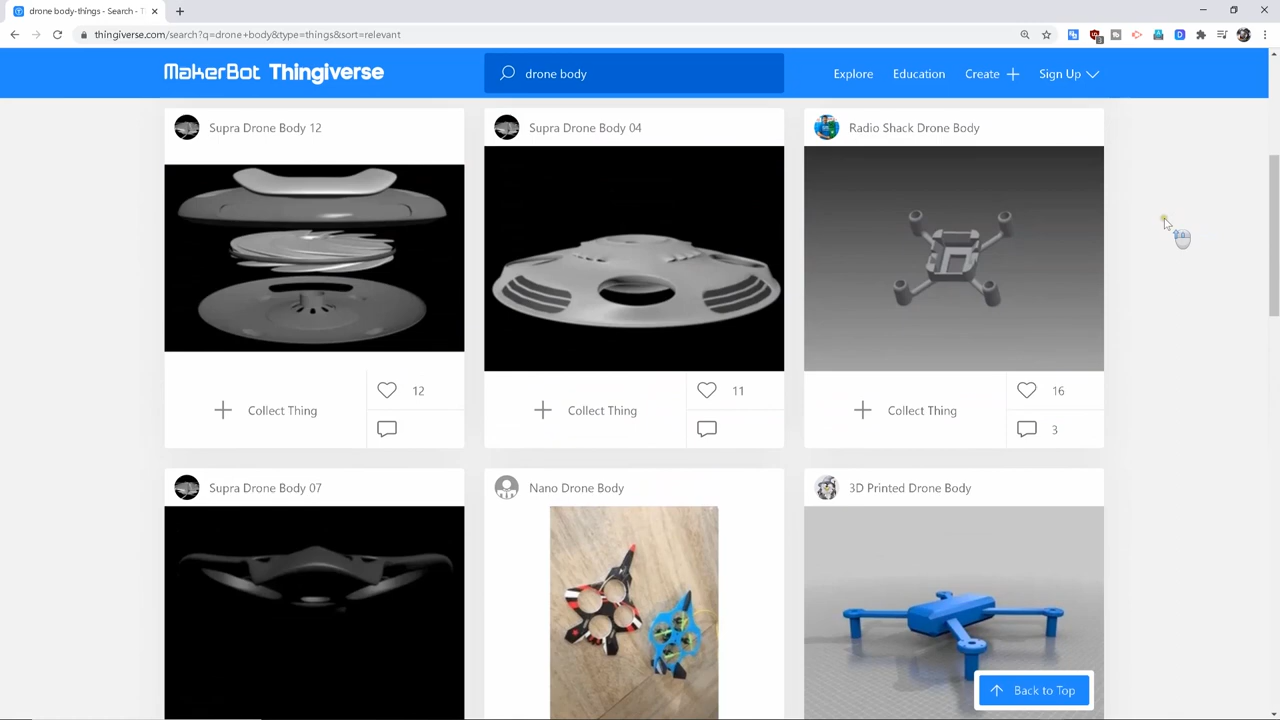 drone body-things - Search - T
thingiverse.com/search?q=drone+body&type=things&sort=relevant
MakerBot Thingiverse
drone body
Explore
Education
Create
Sign Up
Supra Drone Body 12
Supra Drone Body 04
Radio Shack Drone Body
Collect Thing
12
Collect Thing
11
Collect Thing
16
3
Supra Drone Body 07
Nano Drone Body
3D Printed Drone Body
Back to Top